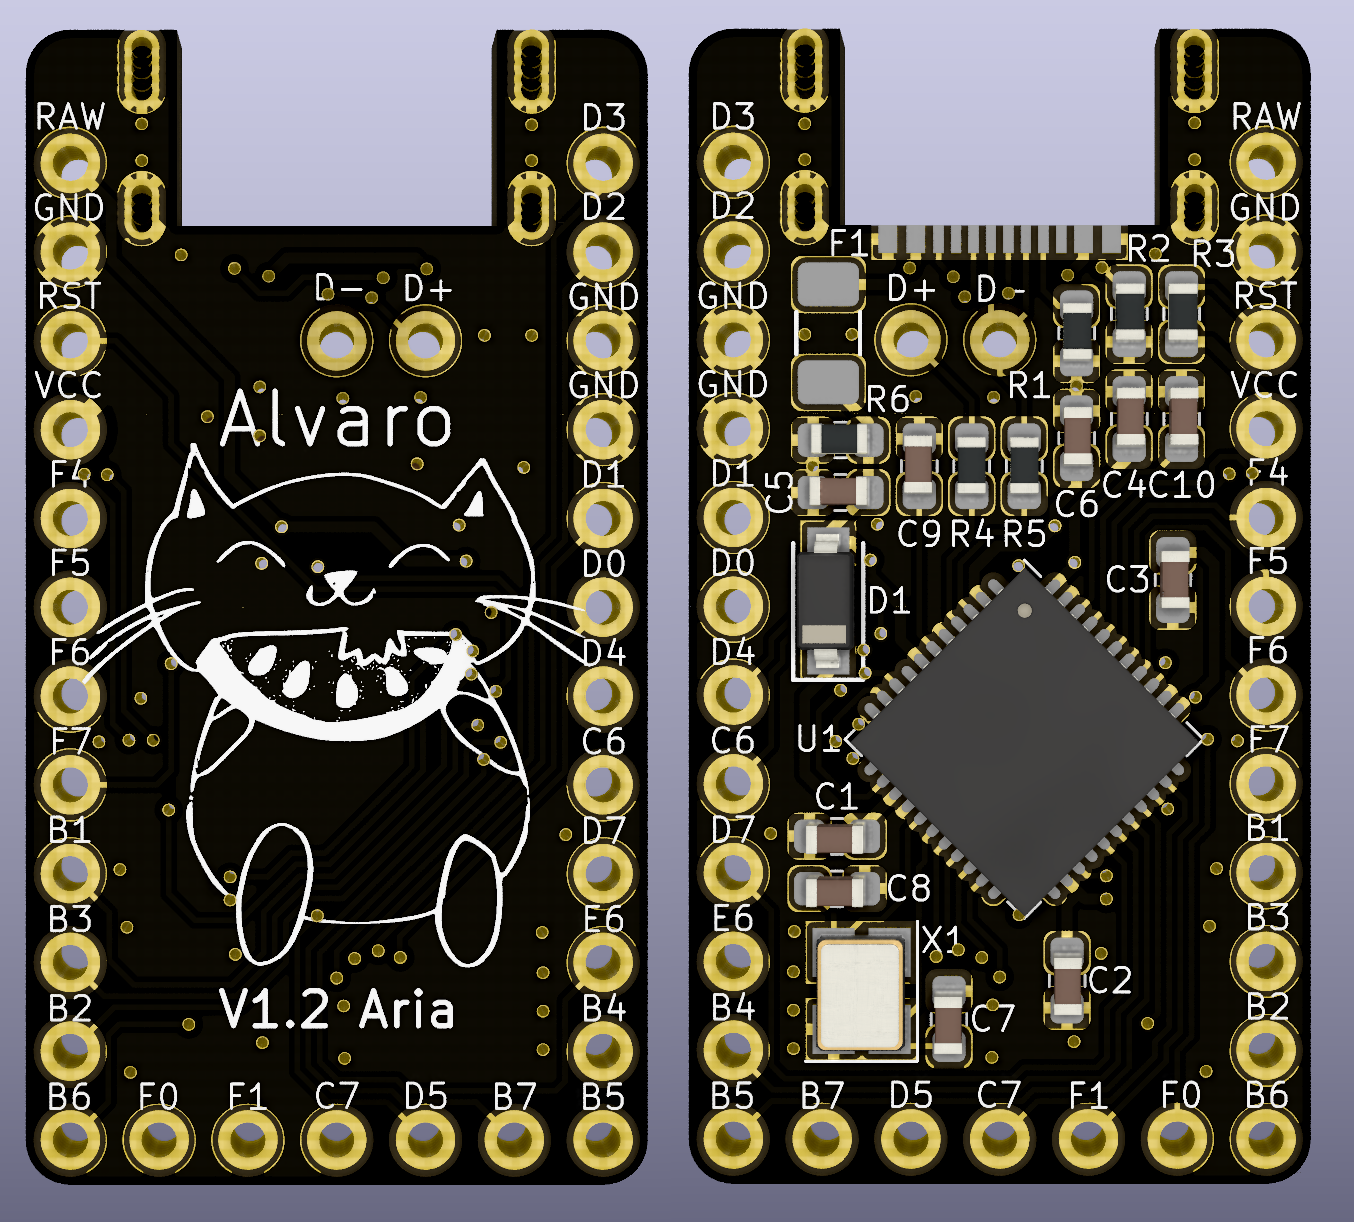 RAW D3
GND D2
D- D+
RST GND
VCC GND
Alvaro
F4 D1
F5 D0
F6 D4
F7 C6
B1 D7
B3 E6
V1.2 Aria
B2 B4
B6 F0 F1 C7 D5 B7 B5
D3 RAW
D2 GND
F1 R2 R3
GND D+ D- RST
GND R6 R1 VCC
D1 C5 C6 C4 C10 F4
C9 R4 R5
D0 D1 C3 F5
D4 F6
C6 U1 F7
C1
D7 B1
C8
E6 X1 B3
C2
B4 C7 B2
B5 B7 D5 C7 F1 F0 B6